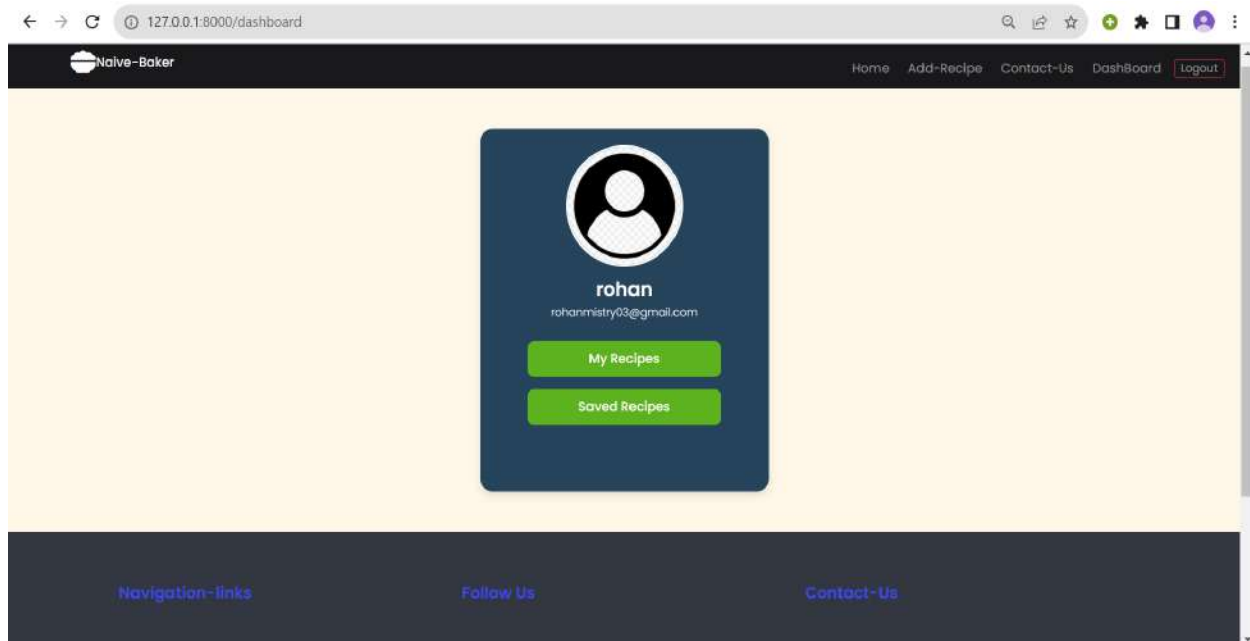 127.0.0.1:8000/dashboard
Naive-Baker
Home Add-Recipe Contact-Us DashBoard Logout
rohan
rohanmistry03@gmail.com
My Recipes
Saved Recipes
Navigation-links Follow Us Contact-Us